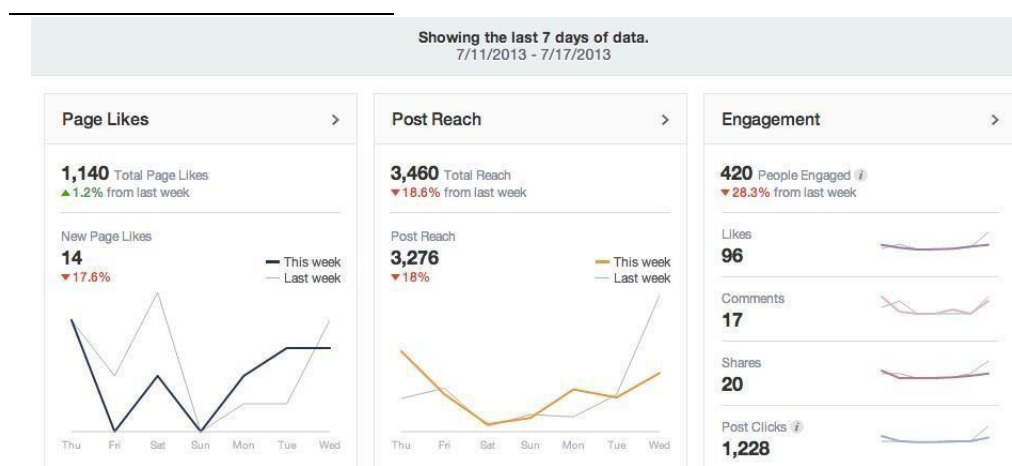 Showing the last 7 days of data.
7/11/2013 - 7/17/2013
Page Likes
1,140 Total Page Likes
▲1.2% from last week
New Page Likes
14
▼17.6%
This week
Last week
Thu Fri Sat Sun Mon Tue Wed
Post Reach
3,460 Total Reach
▼18.6% from last week
Post Reach
3,276
▼18%
This week
Last week
Thu Fri Sat Sun Mon Tue Wed
Engagement
420 People Engaged i
▼28.3% from last week
Likes
96
Comments
17
Shares
20
Post Clicks i
1,228